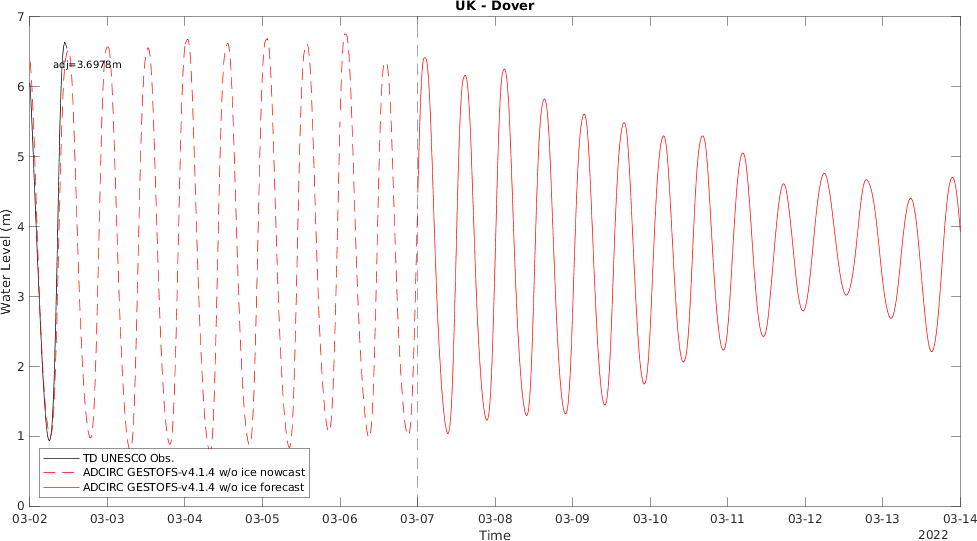 UK - Dover
7
6
5
4
3
2
1
0
Water Level (m)
adj=3.6978m
TD UNESCO Obs.
ADCIRC GESTOFS-v4.1.4 w/o ice nowcast
ADCIRC GESTOFS-v4.1.4 w/o ice forecast
03-02 03-03 03-04 03-05 03-06 03-07 03-08 03-09 03-10 03-11 03-12 03-13 03-14
Time
2022